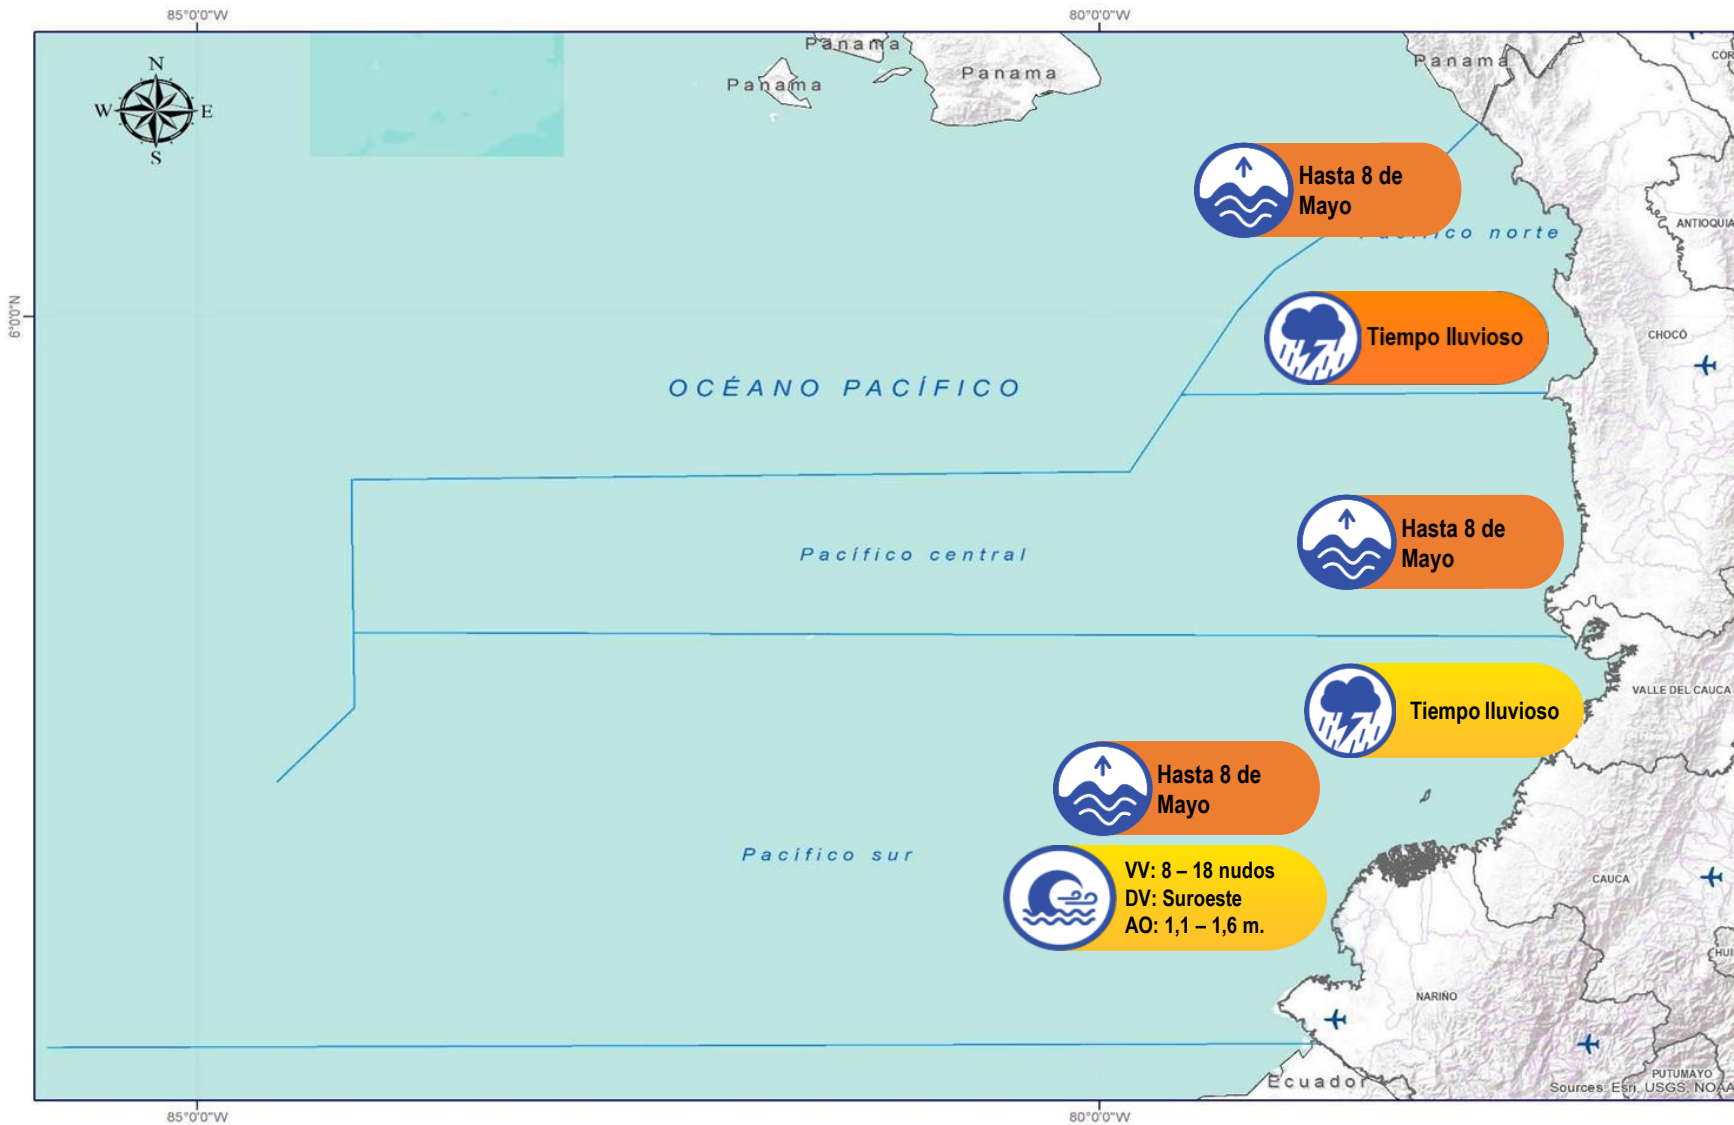 85°0'0"W
80°0'0"W
N
W
E
S
Panama
Panama
Panama
Panama
ANTIOQUIA
Hasta 8 de
Mayo
norte
6°0'0"N
Tiempo lluvioso
CHOCÓ
OCÉANO PACÍFICO
Hasta 8 de
Mayo
Pacífico central
VALLE DEL CAUCA
Tiempo lluvioso
Hasta 8 de
Mayo
Pacífico sur
VV: 8 – 18 nudos
DV: Suroeste
AO: 1,1 – 1,6 m.
CAUCA
NARIÑO
PUTUMAYO
Ecuador
Sources: Esri, USGS, NOAA
85°0'0"W
80°0'0"W